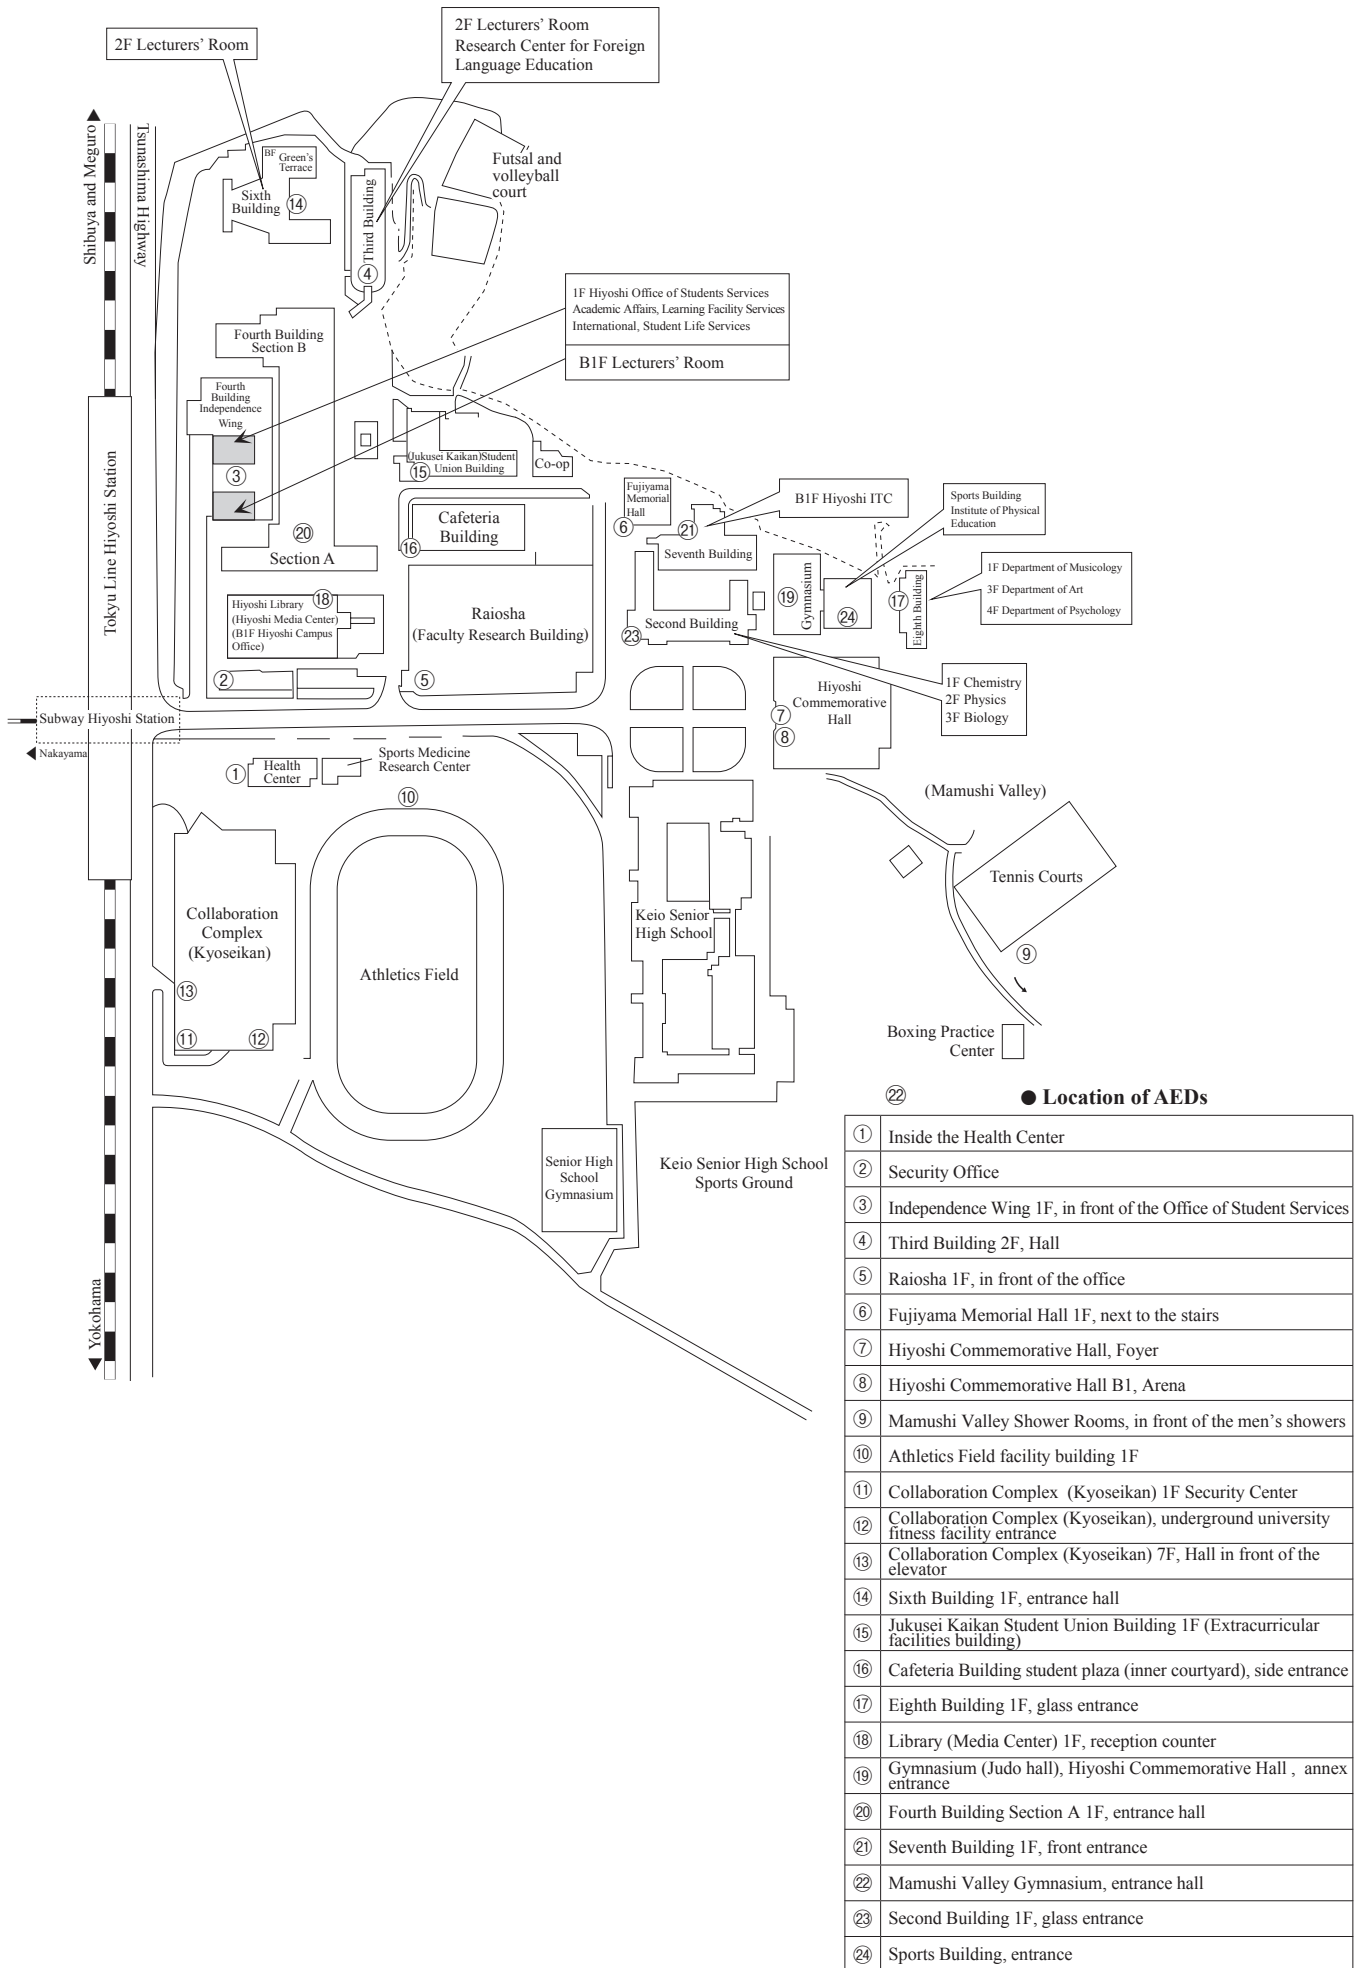 2F Lecturers' Room
2F Lecturers' Room
Research Center for Foreign
Language Education
Shibuya and Meguro
Tsunashima Highway
BF Green's
Terrace
Sixth
Building
⑭
Third Building
④
Futsal and
volleyball
court
1F Hiyoshi Office of Students Services
Academic Affairs, Learning Facility Services
International, Student Life Services
B1F Lecturers' Room
Fourth Building
Section B
Fourth
Building
Independence
Wing
③
⑳
Section A
Tokyu Line Hiyoshi Station
(Jukusei Kaikan)Student
Union Building
⑮
Co-op
Cafeteria
Building
⑯
Fujiyama
Memorial
Hall
⑥
㉑
Seventh Building
B1F Hiyoshi ITC
Sports Building
Institute of Physical
Education
Gymnasium
⑲
㉔
⑰
Eighth Building
1F Department of Musicology
3F Department of Art
4F Department of Psychology
Hiyoshi Library
(Hiyoshi Media Center)
(B1F Hiyoshi Campus
Office)
⑱
②
Raiosha
(Faculty Research Building)
⑤
Second Building
㉓
1F Chemistry
2F Physics
3F Biology
Hiyoshi
Commemorative
Hall
⑦
⑧
Subway Hiyoshi Station
Nakayama
①
Health
Center
Sports Medicine
Research Center
⑩
(Mamushi Valley)
Tennis Courts
⑨
Collaboration
Complex
(Kyoseikan)
⑬
⑪
⑫
Athletics Field
Keio Senior
High School
Boxing Practice
Center
Senior High
School
Gymnasium
Keio Senior High School
Sports Ground
Yokohama
㉒
● Location of AEDs
① Inside the Health Center
② Security Office
③ Independence Wing 1F, in front of the Office of Student Services
④ Third Building 2F, Hall
⑤ Raiosha 1F, in front of the office
⑥ Fujiyama Memorial Hall 1F, next to the stairs
⑦ Hiyoshi Commemorative Hall, Foyer
⑧ Hiyoshi Commemorative Hall B1, Arena
⑨ Mamushi Valley Shower Rooms, in front of the men's showers
⑩ Athletics Field facility building 1F
⑪ Collaboration Complex (Kyoseikan) 1F Security Center
⑫ Collaboration Complex (Kyoseikan), underground university
fitness facility entrance
⑬ Collaboration Complex (Kyoseikan) 7F, Hall in front of the
elevator
⑭ Sixth Building 1F, entrance hall
⑮ Jukusei Kaikan Student Union Building 1F (Extracurricular
facilities building)
⑯ Cafeteria Building student plaza (inner courtyard), side entrance
⑰ Eighth Building 1F, glass entrance
⑱ Library (Media Center) 1F, reception counter
⑲ Gymnasium (Judo hall), Hiyoshi Commemorative Hall , annex
entrance
⑳ Fourth Building Section A 1F, entrance hall
㉑ Seventh Building 1F, front entrance
㉒ Mamushi Valley Gymnasium, entrance hall
㉓ Second Building 1F, glass entrance
㉔ Sports Building, entrance